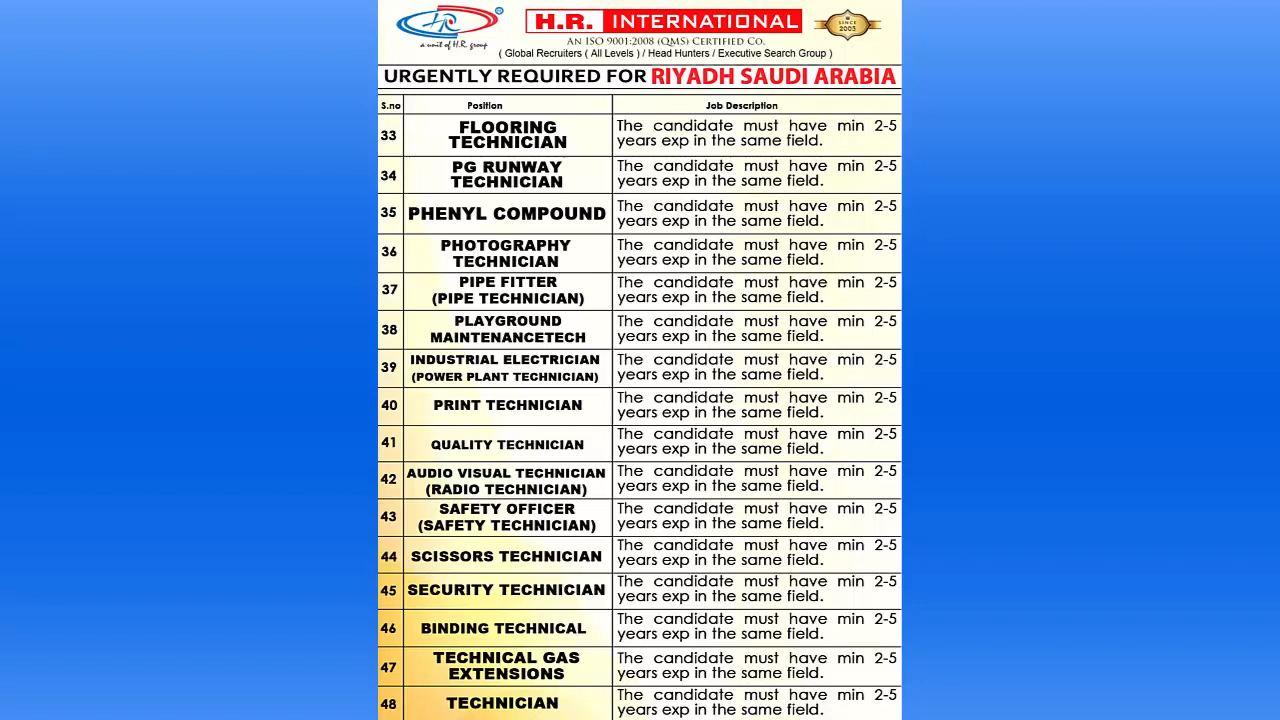 HR
®
a unit of H.R. group
H.R. INTERNATIONAL
AN ISO 9001:2008 (QMS) CERTIFIED CO.
( Global Recruiters ( All Levels ) / Head Hunters / Executive Search Group )
SINCE
2005
URGENTLY REQUIRED FOR RIYADH SAUDI ARABIA
S.no Position Job Description
33 FLOORING TECHNICIAN The candidate must have min 2-5
years exp in the same field.
34 PG RUNWAY TECHNICIAN The candidate must have min 2-5
years exp in the same field.
35 PHENYL COMPOUND The candidate must have min 2-5
years exp in the same field.
36 PHOTOGRAPHY TECHNICIAN The candidate must have min 2-5
years exp in the same field.
37 PIPE FITTER (PIPE TECHNICIAN) The candidate must have min 2-5
years exp in the same field.
38 PLAYGROUND MAINTENANCETECH The candidate must have min 2-5
years exp in the same field.
39 INDUSTRIAL ELECTRICIAN (POWER PLANT TECHNICIAN) The candidate must have min 2-5
years exp in the same field.
40 PRINT TECHNICIAN The candidate must have min 2-5
years exp in the same field.
41 QUALITY TECHNICIAN The candidate must have min 2-5
years exp in the same field.
42 AUDIO VISUAL TECHNICIAN (RADIO TECHNICIAN) The candidate must have min 2-5
years exp in the same field.
43 SAFETY OFFICER (SAFETY TECHNICIAN) The candidate must have min 2-5
years exp in the same field.
44 SCISSORS TECHNICIAN The candidate must have min 2-5
years exp in the same field.
45 SECURITY TECHNICIAN The candidate must have min 2-5
years exp in the same field.
46 BINDING TECHNICAL The candidate must have min 2-5
years exp in the same field.
47 TECHNICAL GAS EXTENSIONS The candidate must have min 2-5
years exp in the same field.
48 TECHNICIAN The candidate must have min 2-5
years exp in the same field.